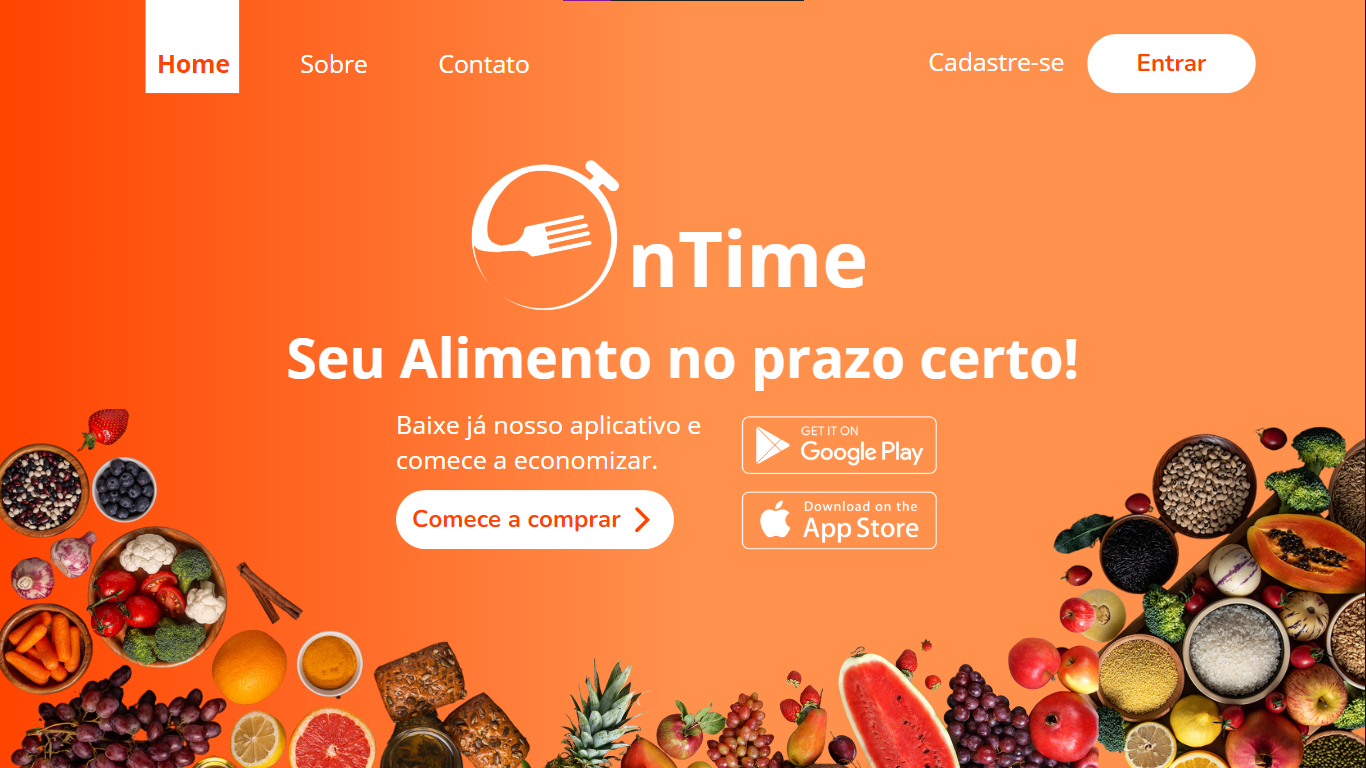 Home
Sobre
Contato
Cadastre-se
Entrar
nTime
Seu Alimento no prazo certo!
Baixe já nosso aplicativo e
comece a economizar.
Comece a comprar
GET IT ON
Google Play
Download on the
App Store